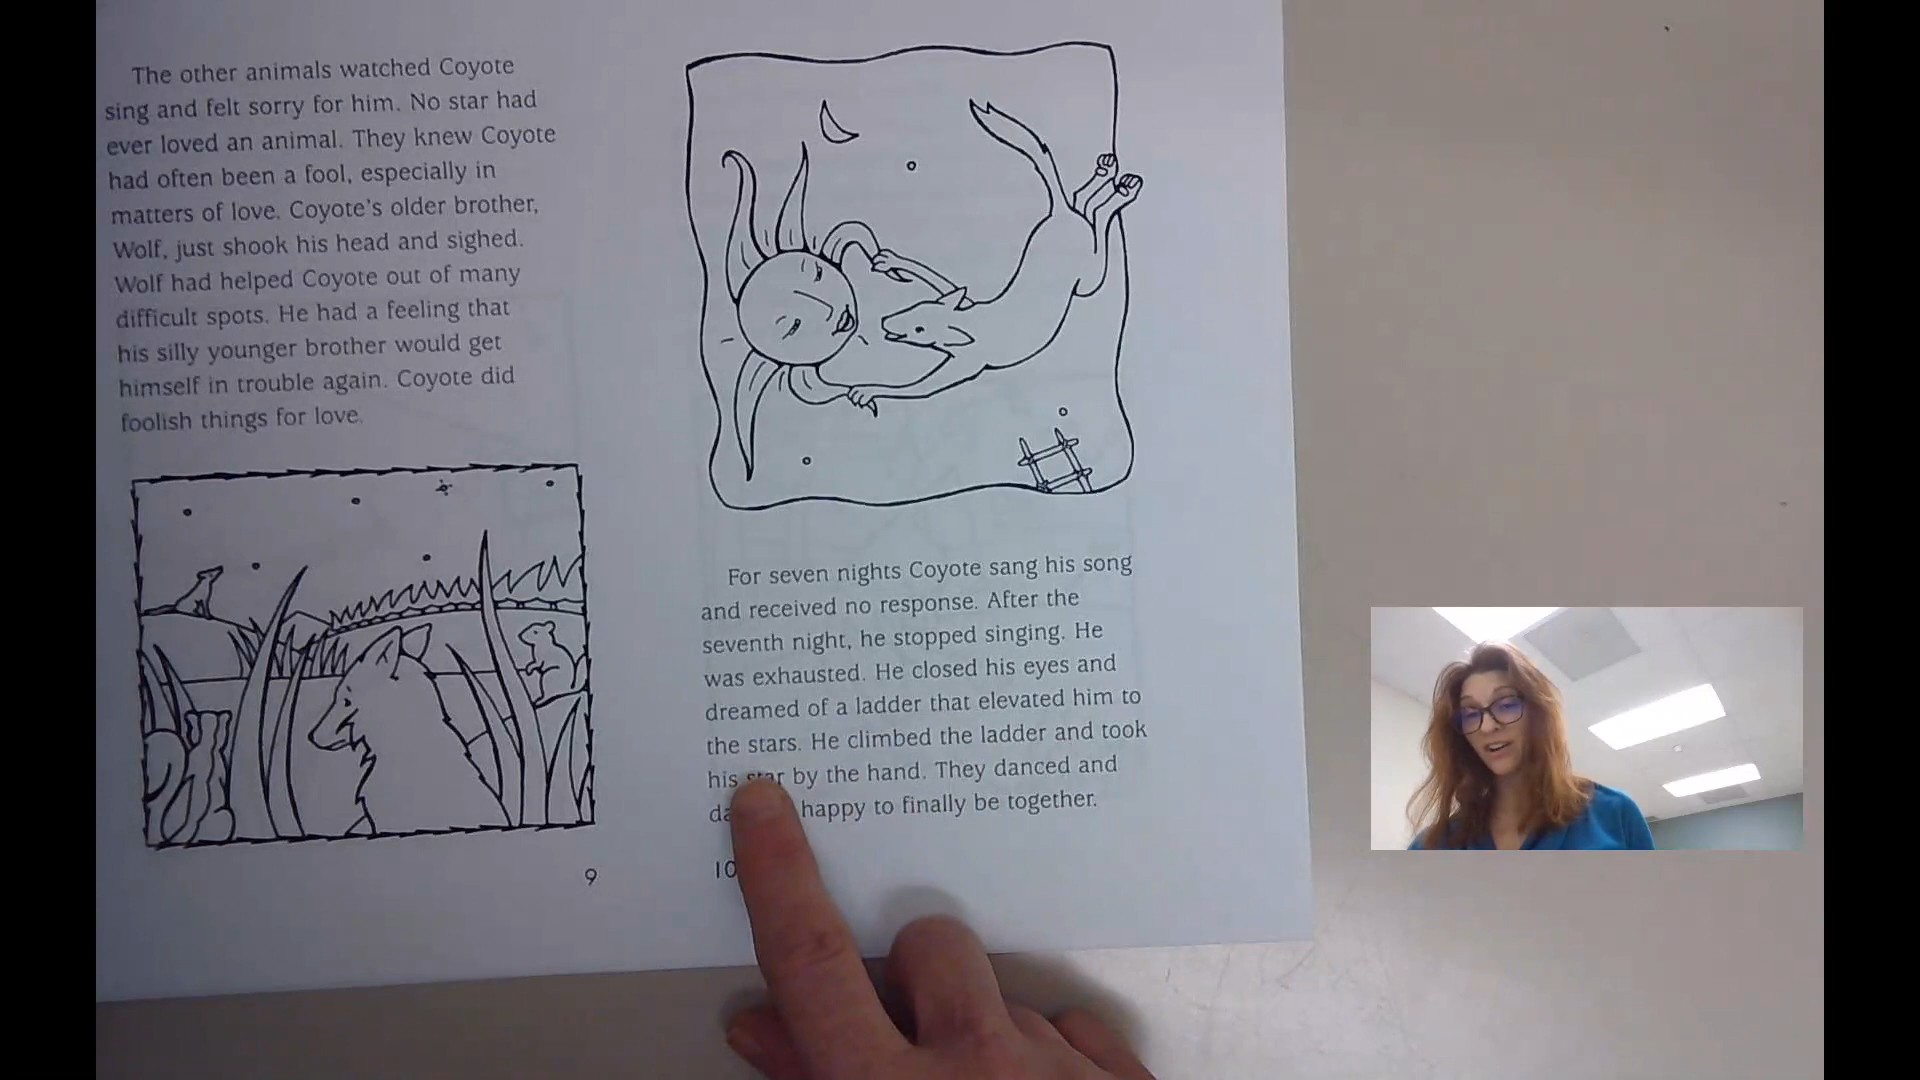 The other animals watched Coyote
sing and felt sorry for him. No star had
ever loved an animal. They knew Coyote
had often been a fool, especially in
matters of love. Coyote's older brother,
Wolf, just shook his head and sighed.
Wolf had helped Coyote out of many
difficult spots. He had a feeling that
his silly younger brother would get
himself in trouble again. Coyote did
foolish things for love.
9
For seven nights Coyote sang his song
and received no response. After the
seventh night, he stopped singing. He
was exhausted. He closed his eyes and
dreamed of a ladder that elevated him to
the stars. He climbed the ladder and took
his star by the hand. They danced and
happy to finally be together.
10